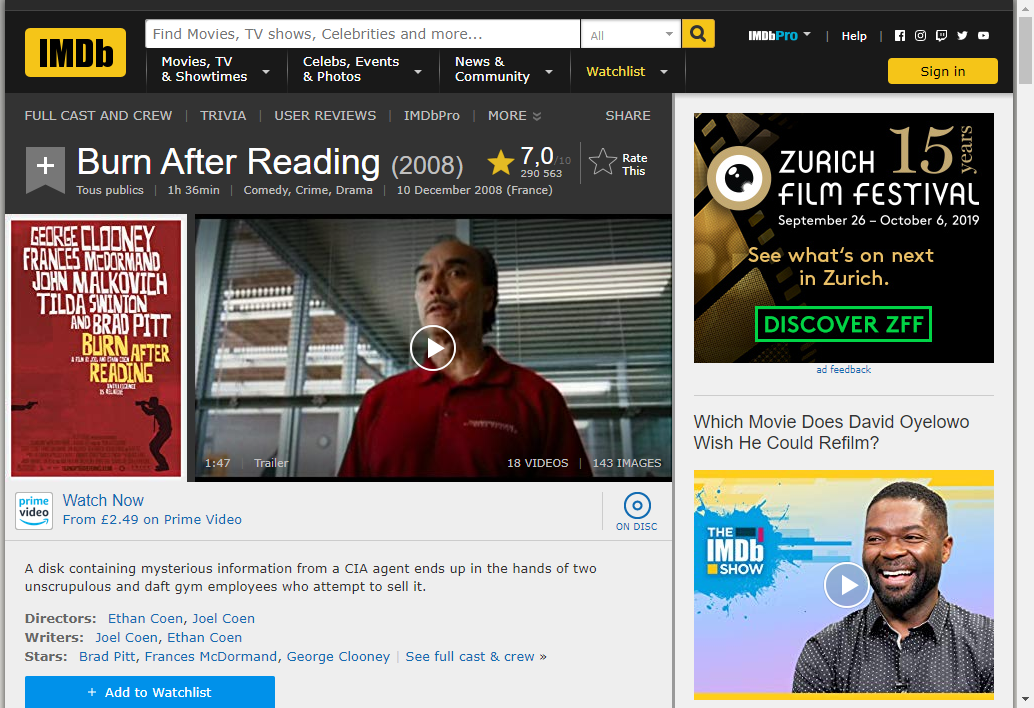 IMDb
Find Movies, TV shows, Celebrities and more...
All
IMDbPro
Help
Movies, TV
& Showtimes
Celebs, Events
& Photos
News &
Community
Watchlist
Sign in
FULL CAST AND CREW | TRIVIA | USER REVIEWS | IMDbPro | MORE
SHARE
+
Burn After Reading (2008)
7,0/10
290 563
Rate
This
Tous publics | 1h 36min | Comedy, Crime, Drama | 10 December 2008 (France)
GEORGE CLOONEY
FRANCES McDORMAND
JOHN MALKOVICH
TILDA SWINTON
AND BRAD PITT
BURN AFTER
READING
A FILM BY JOEL AND ETHAN COEN
INTELLIGENCE
IS RELATIVE
1:47 | Trailer
18 VIDEOS | 143 IMAGES
prime
video
Watch Now
From £2.49 on Prime Video
ON DISC
A disk containing mysterious information from a CIA agent ends up in the hands of two
unscrupulous and daft gym employees who attempt to sell it.
Directors: Ethan Coen, Joel Coen
Writers: Joel Coen, Ethan Coen
Stars: Brad Pitt, Frances McDormand, George Clooney | See full cast & crew »
+ Add to Watchlist
ZURICH
FILM FESTIVAL
15 years
September 26 – October 6, 2019
See what's on next
in Zurich.
DISCOVER ZFF
ad feedback
Which Movie Does David Oyelowo
Wish He Could Refilm?
THE
IMDb
SHOW